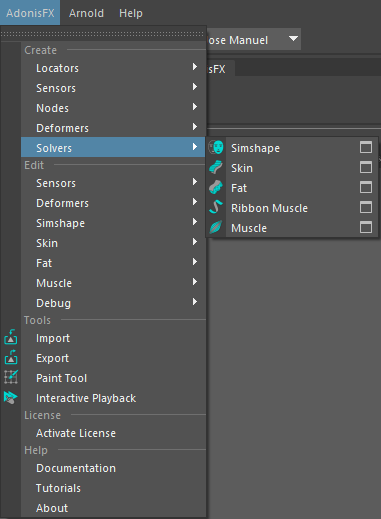 AdonisFX Arnold Help
ose Manuel
sFX
Create
Locators
Sensors
Nodes
Deformers
Solvers
Simshape
Skin
Fat
Ribbon Muscle
Muscle
Edit
Sensors
Deformers
Simshape
Skin
Fat
Muscle
Debug
Tools
Import
Export
Paint Tool
Interactive Playback
License
Activate License
Help
Documentation
Tutorials
About